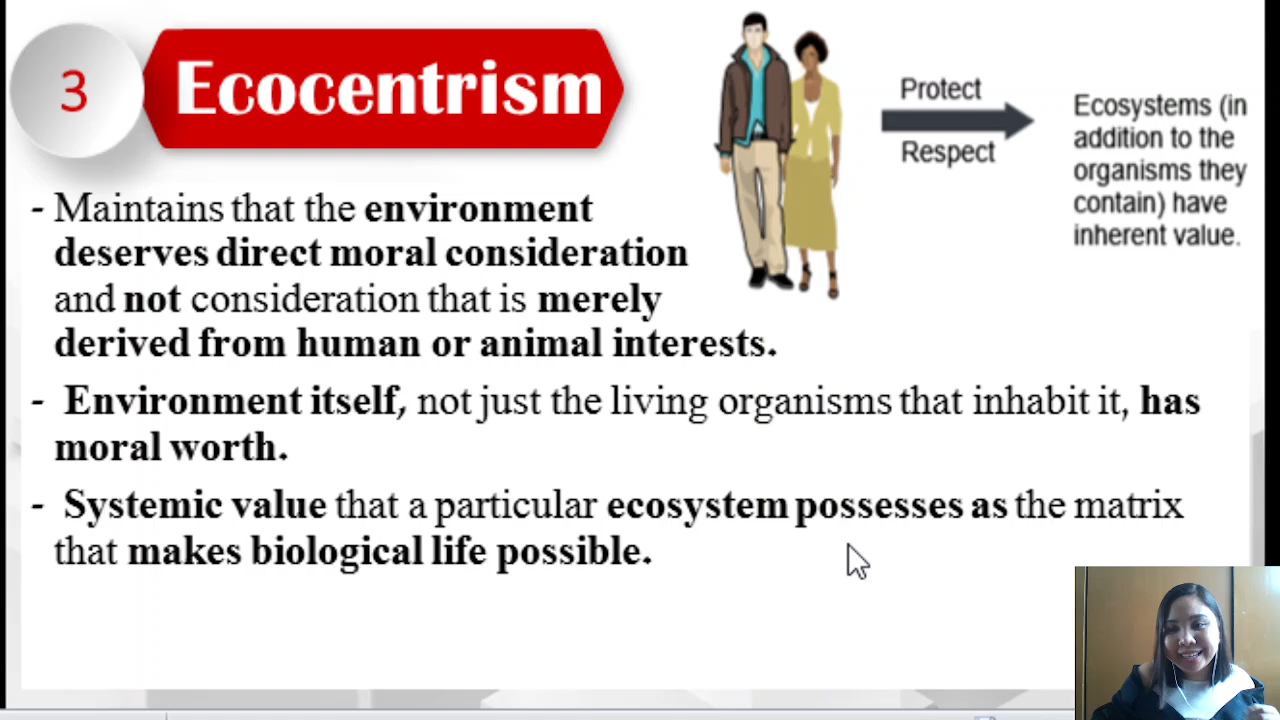 3
Ecocentrism
Protect
Respect
Ecosystems (in
addition to the
organisms they
contain) have
inherent value.
- Maintains that the environment
deserves direct moral consideration
and not consideration that is merely
derived from human or animal interests.
- Environment itself, not just the living organisms that inhabit it, has
moral worth.
- Systemic value that a particular ecosystem possesses as the matrix
that makes biological life possible.